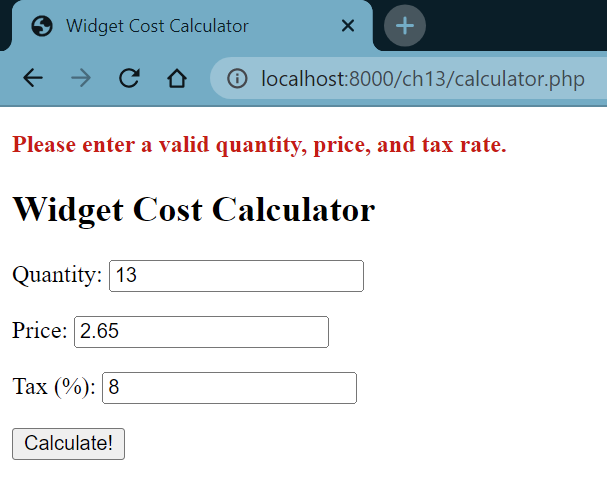 Widget Cost Calculator
localhost:8000/ch13/calculator.php
Please enter a valid quantity, price, and tax rate.
Widget Cost Calculator
Quantity: 13
Price: 2.65
Tax (%): 8
Calculate!